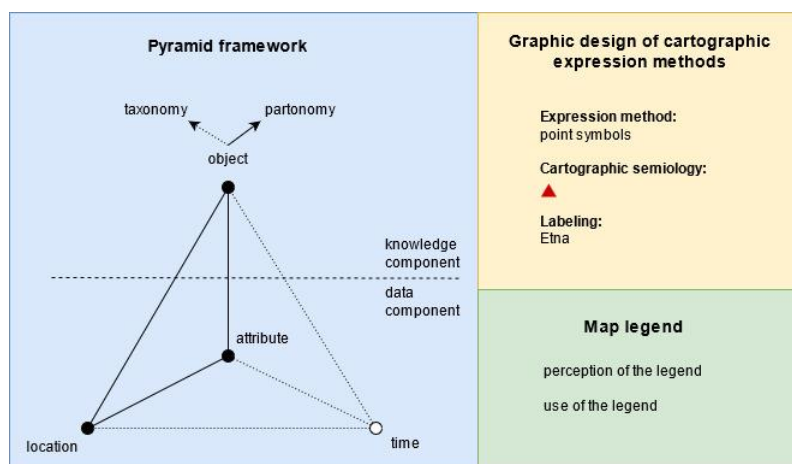 Pyramid framework
taxonomy
partonomy
object
knowledge
component
data
component
attribute
location
time
Graphic design of cartographic
expression methods
Expression method:
point symbols
Cartographic semiology:
Labeling:
Etna
Map legend
perception of the legend
use of the legend